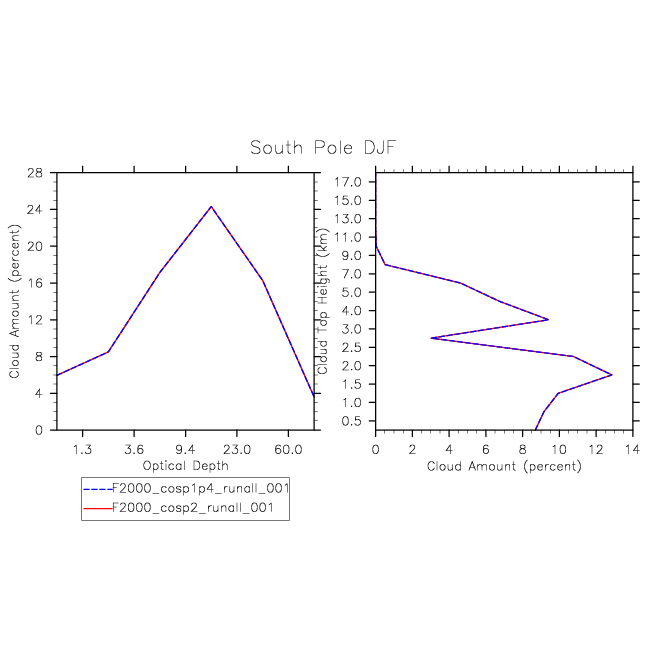 South Pole DJF
Cloud Amount (percent)
28
24
20
16
12
8
4
0
1.3 3.6 9.4 23.0 60.0
Optical Depth
Cloud Top Height (km)
17.0
15.0
13.0
11.0
9.0
7.0
5.0
4.0
3.0
2.5
2.0
1.5
1.0
0.5
0 2 4 6 8 10 12 14
Cloud Amount (percent)
F2000_cosp1p4_runall_001
F2000_cosp2_runall_001